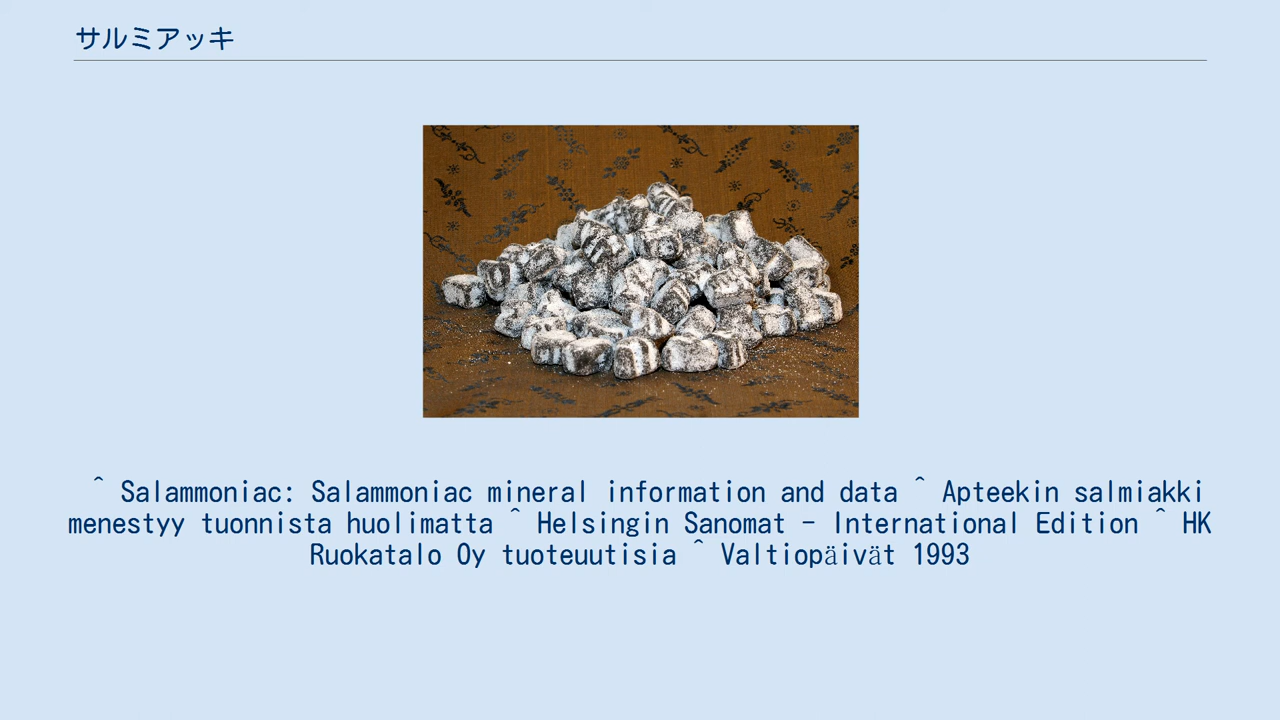 サルミアッキ
^ Salammoniac: Salammoniac mineral information and data ^ Apteekin salmiakki
menestyy tuonnista huolimatta ^ Helsingin Sanomat - International Edition ^ HK
Ruokatalo Oy tuoteuutisia ^ Valtiopäivät 1993